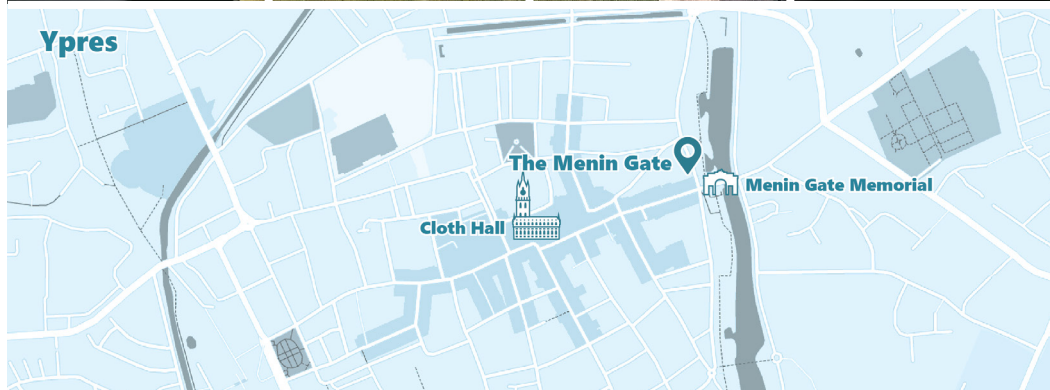 Ypres
The Menin Gate
Menin Gate Memorial
Cloth Hall